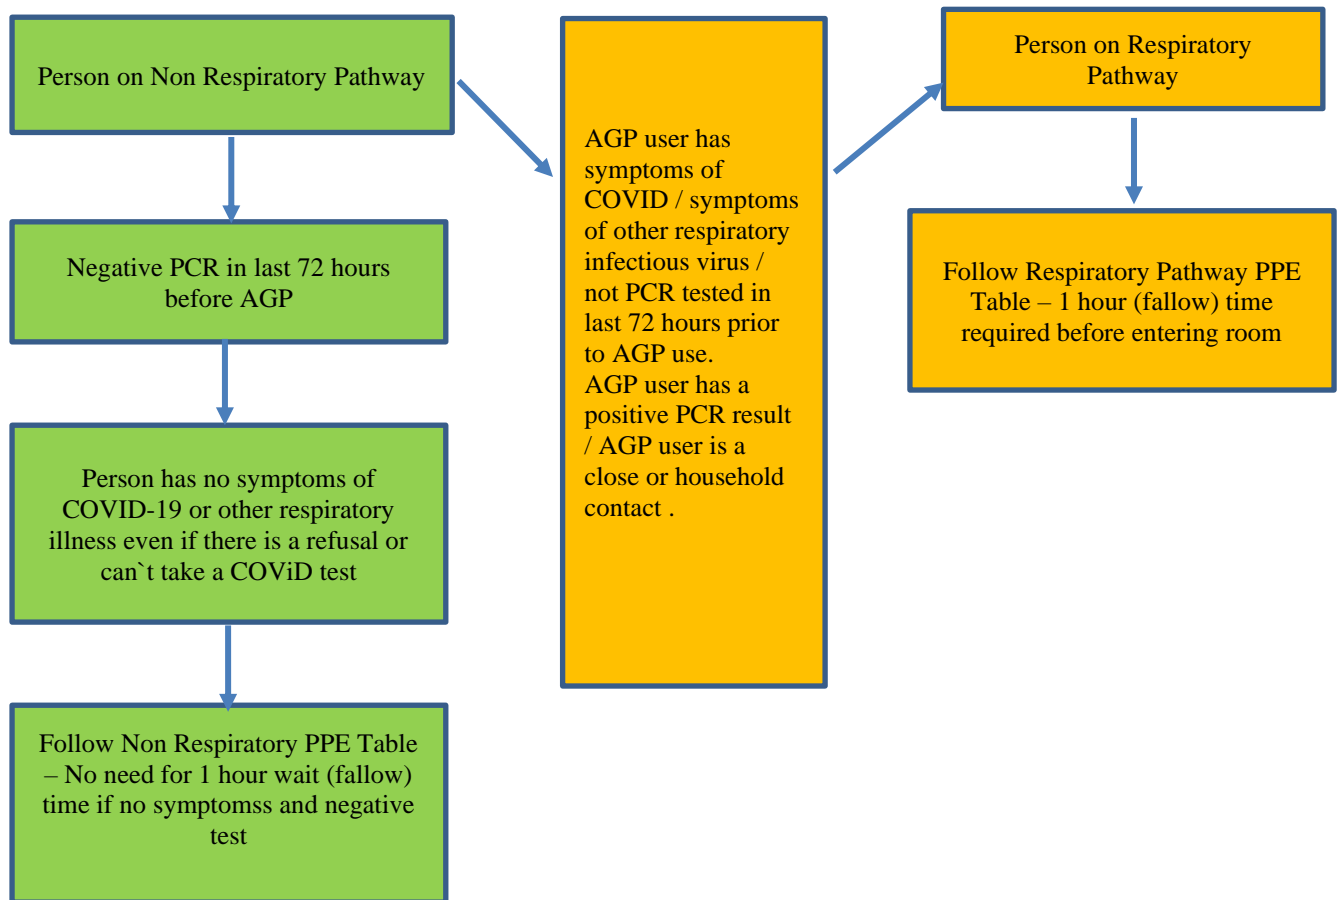 Person on Non Respiratory Pathway
Negative PCR in last 72 hours
before AGP
Person has no symptoms of
COVID-19 or other respiratory
illness even if there is a refusal or
can`t take a COViD test
Follow Non Respiratory PPE Table
– No need for 1 hour wait (fallow)
time if no symptomss and negative
test
AGP user has
symptoms of
COVID / symptoms
of other respiratory
infectious virus /
not PCR tested in
last 72 hours prior
to AGP use.
AGP user has a
positive PCR result
/ AGP user is a
close or household
contact .
Person on Respiratory
Pathway
Follow Respiratory Pathway PPE
Table – 1 hour (fallow) time
required before entering room